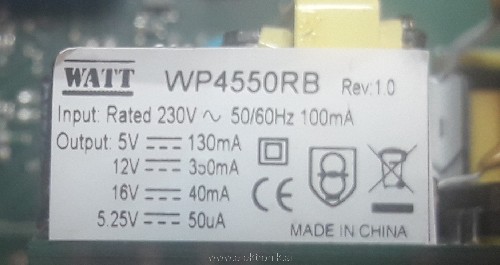 WATT WP4550RB Rev:1.0
Input: Rated 230V ~ 50/60Hz 100mA
Output: 5V ⎓ 130mA
12V ⎓ 350mA
16V ⎓ 40mA
5.25V ⎓ 50uA
CE
MADE IN CHINA